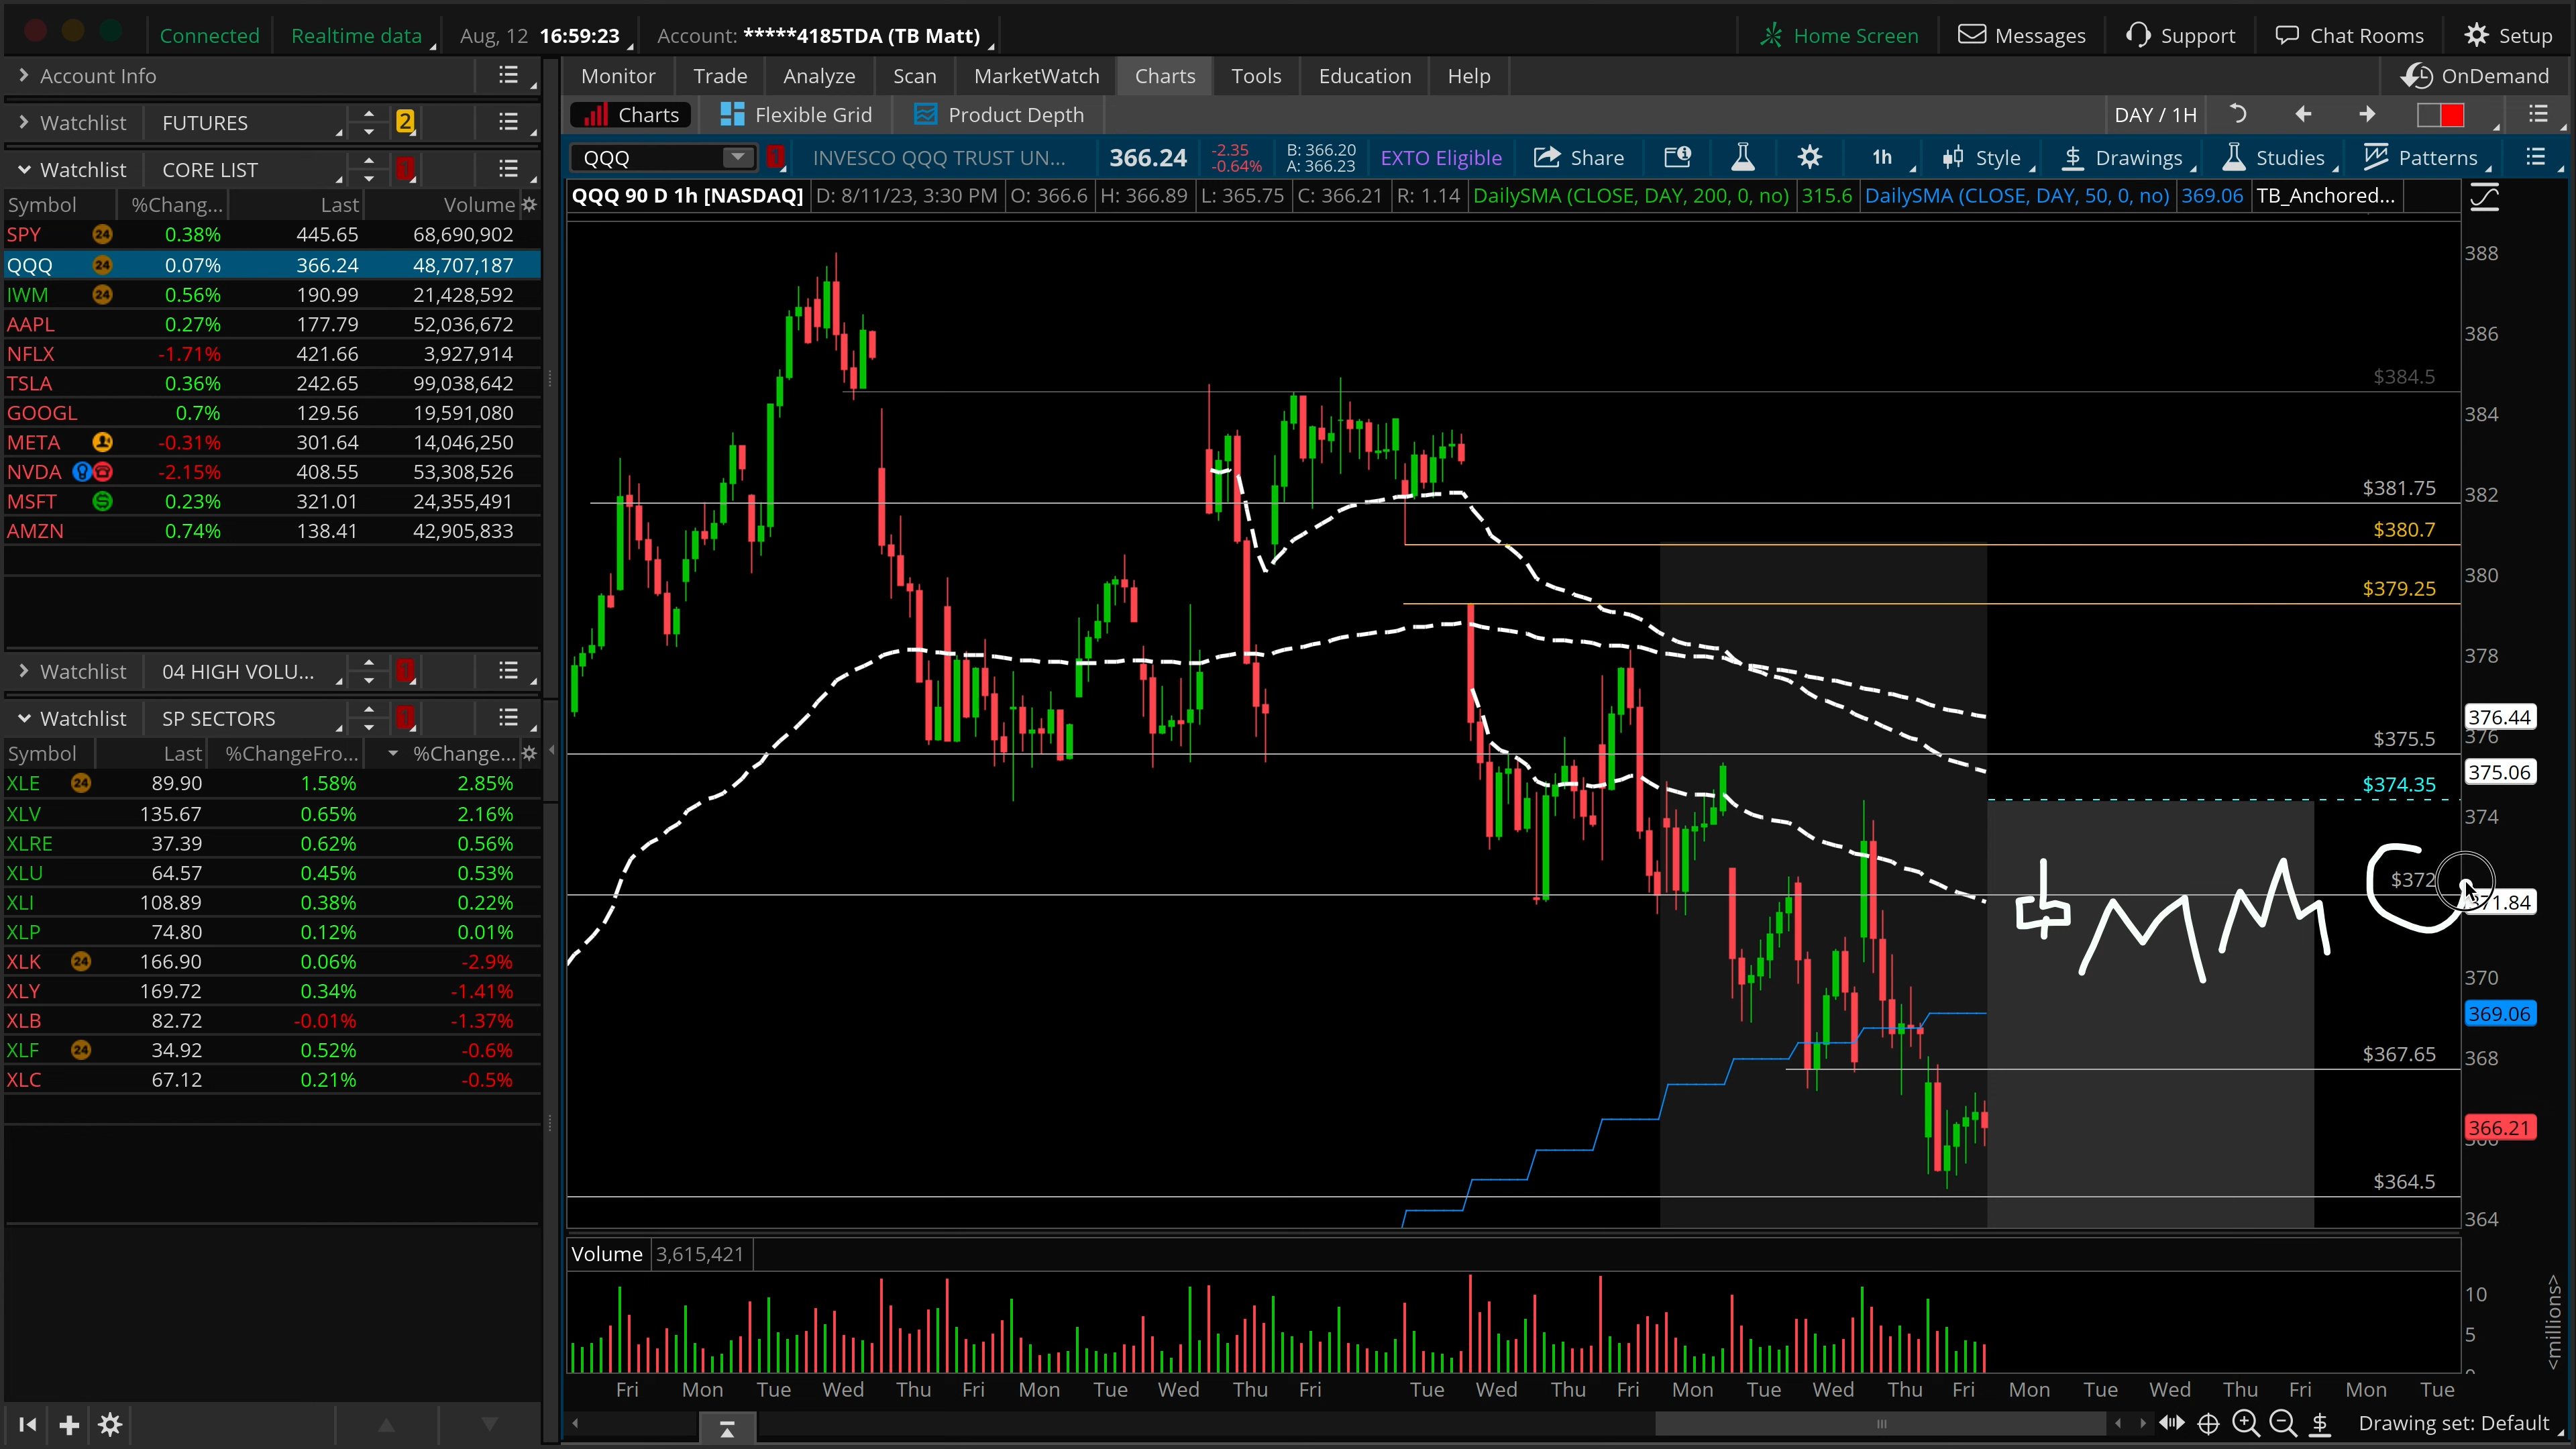 Connected Realtime data Aug, 12 16:59:23 Account: *****4185TDA (TB Matt) Home Screen Messages Support Chat Rooms Setup
Account Info
Watchlist FUTURES 2
Watchlist CORE LIST 1
Symbol %Chang... Last Volume
SPY 24 0.38% 445.65 68,690,902
QQQ 24 0.07% 366.24 48,707,187
IWM 24 0.56% 190.99 21,428,592
AAPL 0.27% 177.79 52,036,672
NFLX -1.71% 421.66 3,927,914
TSLA 0.36% 242.65 99,038,642
GOOGL 0.7% 129.56 19,591,080
META -0.31% 301.64 14,046,250
NVDA -2.15% 408.55 53,308,526
MSFT 0.23% 321.01 24,355,491
AMZN 0.74% 138.41 42,905,833
Watchlist 04 HIGH VOLU... 1
Watchlist SP SECTORS 1
Symbol Last %ChangeFro... %Change...
XLE 24 89.90 1.58% 2.85%
XLV 135.67 0.65% 2.16%
XLRE 37.39 0.62% 0.56%
XLU 64.57 0.45% 0.53%
XLI 108.89 0.38% 0.22%
XLP 74.80 0.12% 0.01%
XLK 24 166.90 0.06% -2.9%
XLY 169.72 0.34% -1.41%
XLB 82.72 -0.01% -1.37%
XLF 24 34.92 0.52% -0.6%
XLC 67.12 0.21% -0.5%
Monitor Trade Analyze Scan MarketWatch Charts Tools Education Help OnDemand
Charts Flexible Grid Product Depth DAY / 1H
QQQ 1 INVESCO QQQ TRUST UN... 366.24 -2.35 -0.64% B: 366.20 A: 366.23 EXTO Eligible Share 1h Style Drawings Studies Patterns
QQQ 90 D 1h [NASDAQ] D: 8/11/23, 3:30 PM O: 366.6 H: 366.89 L: 365.75 C: 366.21 R: 1.14 DailySMA (CLOSE, DAY, 200, 0, no) 315.6 DailySMA (CLOSE, DAY, 50, 0, no) 369.06 TB_Anchored...
388
386
$384.5
384
$381.75
382
$380.7
380
$379.25
378
376.44
376
$375.5
375.06
$374.35
374
$372
371.84
370
369.06
$367.65
368
366.21
$364.5
364
Volume 3,615,421
10
5
<millions>
Fri Mon Tue Wed Thu Fri Mon Tue Wed Thu Fri Tue Wed Thu Fri Mon Tue Wed Thu Fri Mon Tue Wed Thu Fri Mon Tue
Drawing set: Default